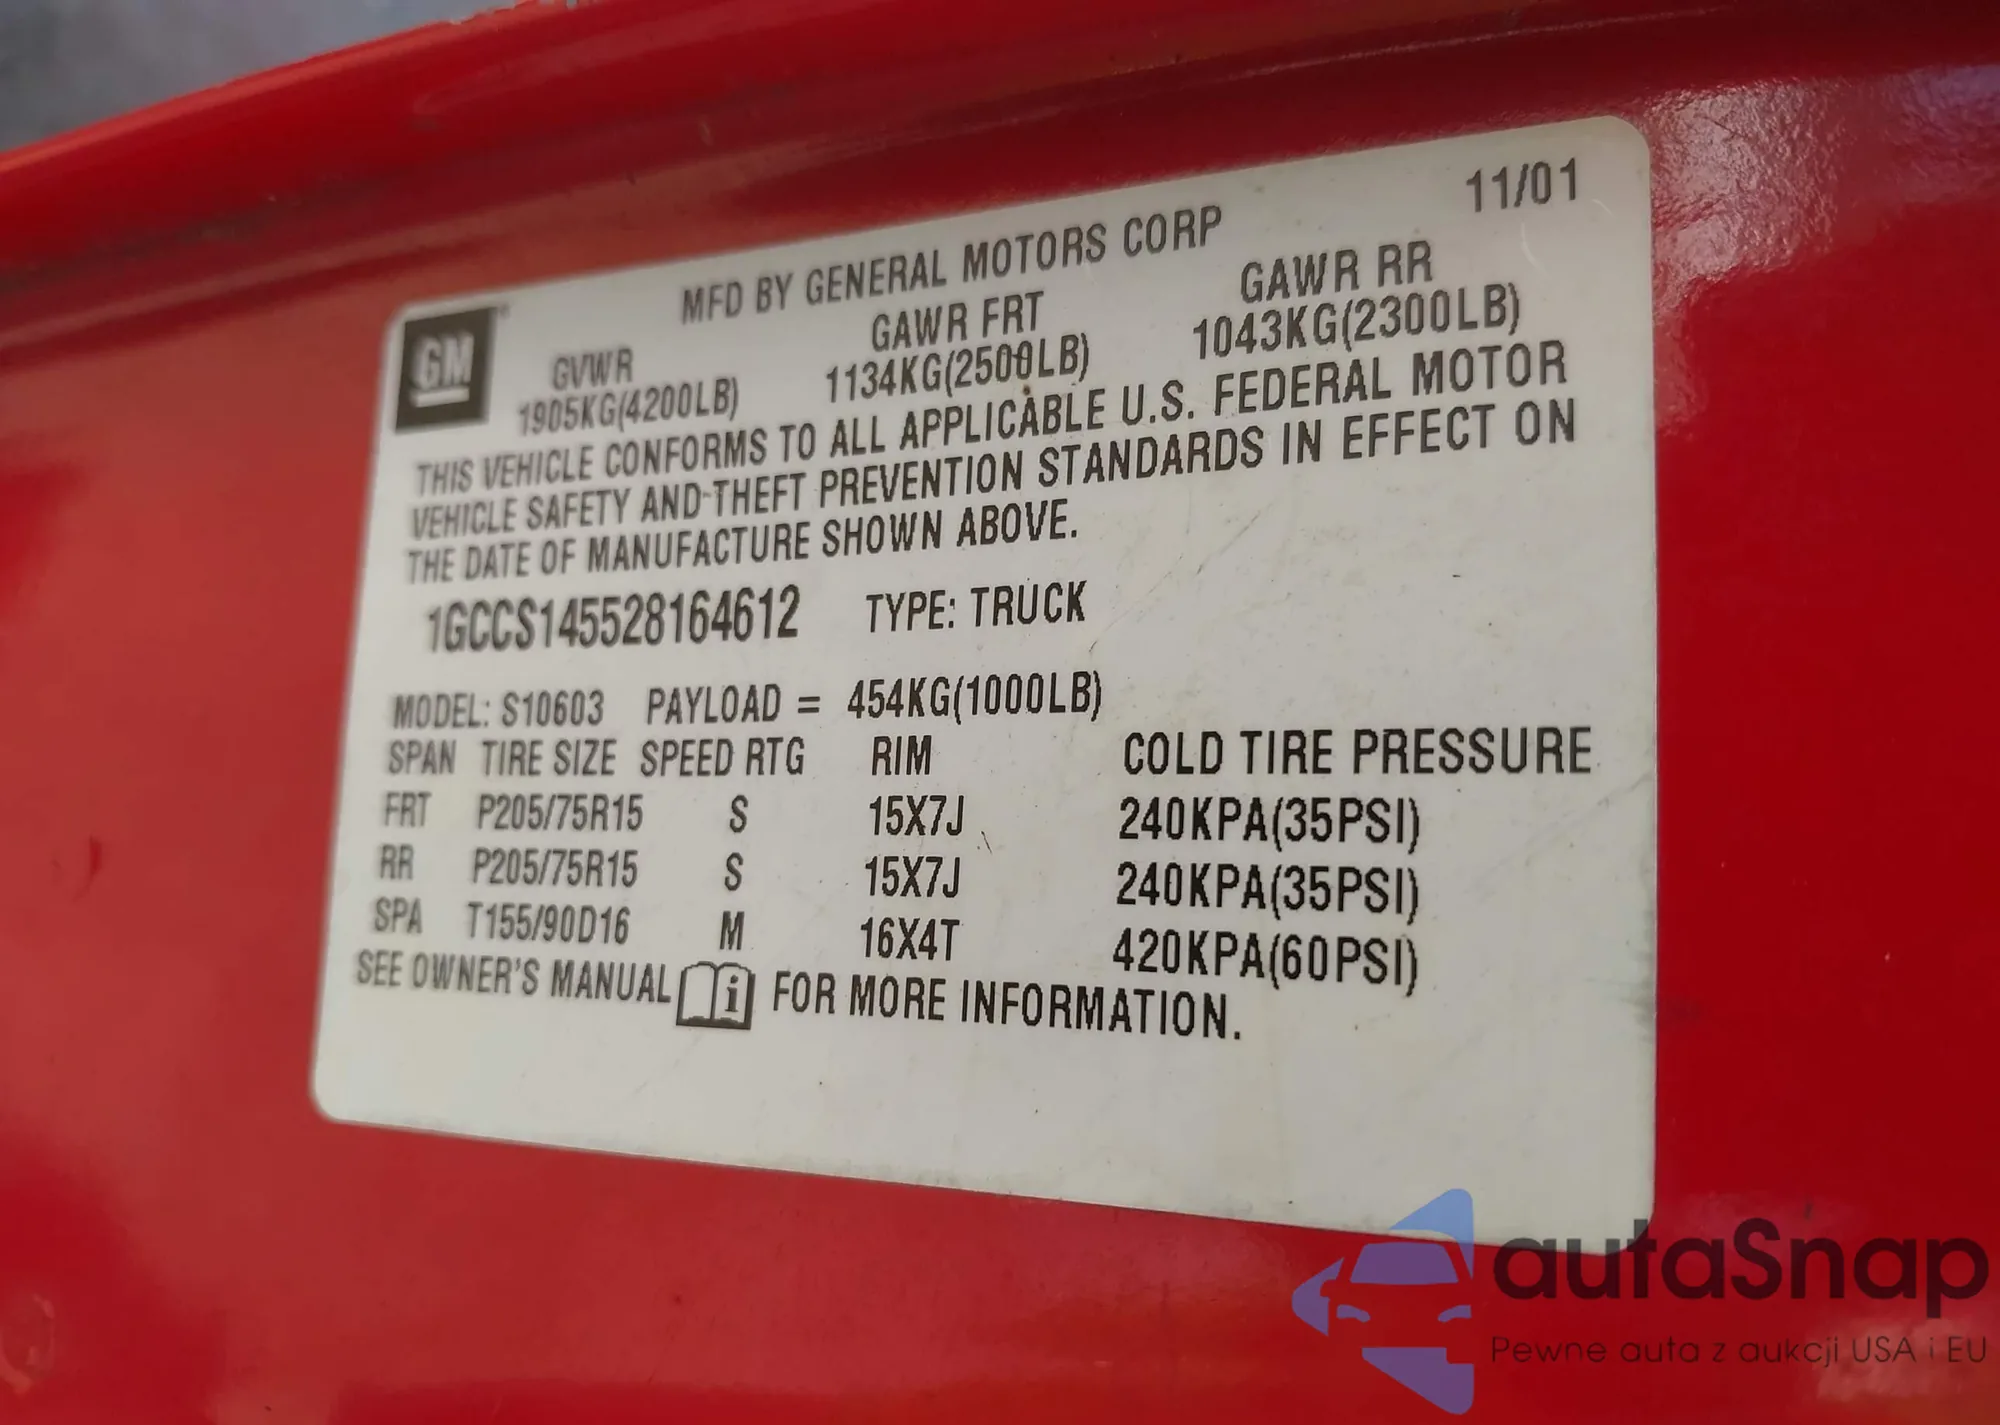 11/01
MFD BY GENERAL MOTORS CORP
GM
GVWR GAWR FRT GAWR RR
1905KG(4200LB) 1134KG(2500LB) 1043KG(2300LB)
THIS VEHICLE CONFORMS TO ALL APPLICABLE U.S. FEDERAL MOTOR
VEHICLE SAFETY AND THEFT PREVENTION STANDARDS IN EFFECT ON
THE DATE OF MANUFACTURE SHOWN ABOVE.
1GCCS145528164612 TYPE: TRUCK
MODEL: S10603 PAYLOAD = 454KG(1000LB)
SPAN TIRE SIZE SPEED RTG RIM COLD TIRE PRESSURE
FRT P205/75R15 S 15X7J 240KPA(35PSI)
RR P205/75R15 S 15X7J 240KPA(35PSI)
SPA T155/90D16 M 16X4T 420KPA(60PSI)
SEE OWNER'S MANUAL i FOR MORE INFORMATION.
autaSnap
Pewne auta z aukcji USA i EU